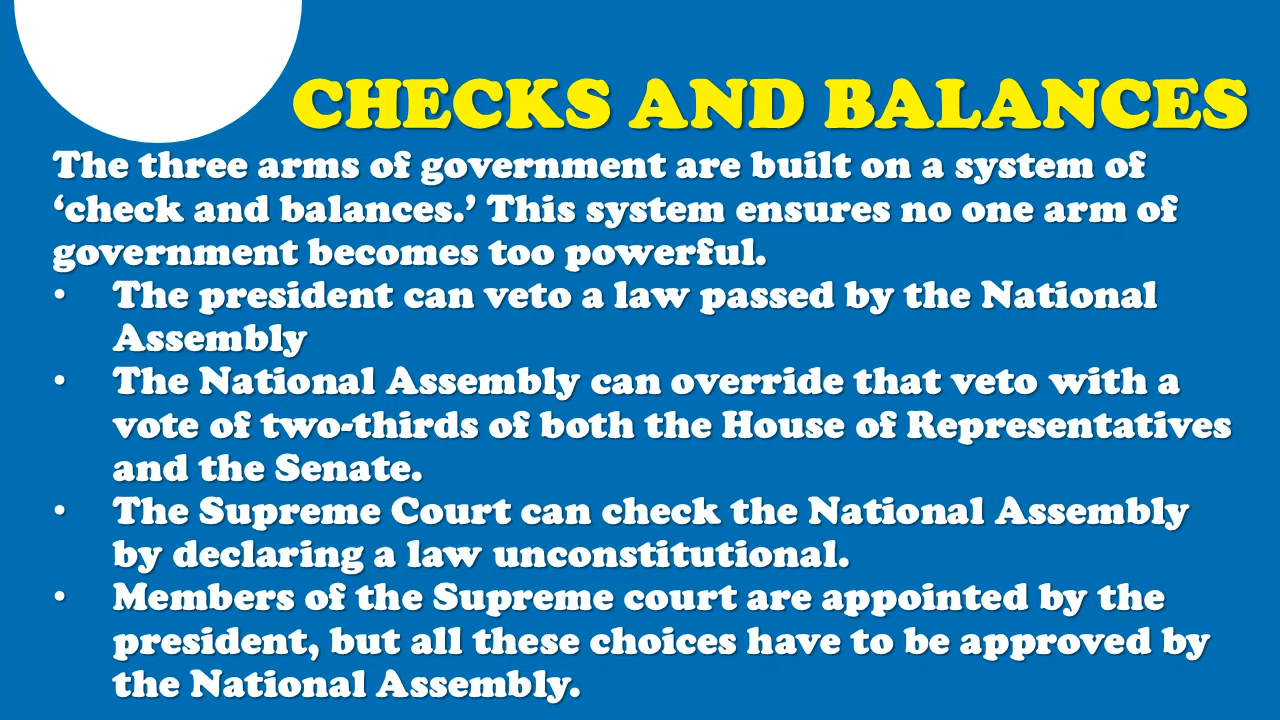 CHECKS AND BALANCES
The three arms of government are built on a system of
‘check and balances.’ This system ensures no one arm of
government becomes too powerful.
• The president can veto a law passed by the National
Assembly
• The National Assembly can override that veto with a
vote of two-thirds of both the House of Representatives
and the Senate.
• The Supreme Court can check the National Assembly
by declaring a law unconstitutional.
• Members of the Supreme court are appointed by the
president, but all these choices have to be approved by
the National Assembly.